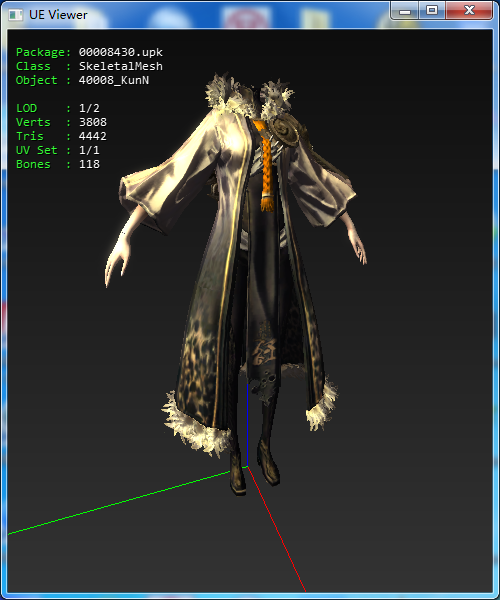 UE Viewer
Package: 00008430.upk
Class  : SkeletalMesh
Object : 40008_KunN
LOD    : 1/2
Verts  : 3808
Tris   : 4442
UV Set : 1/1
Bones  : 118